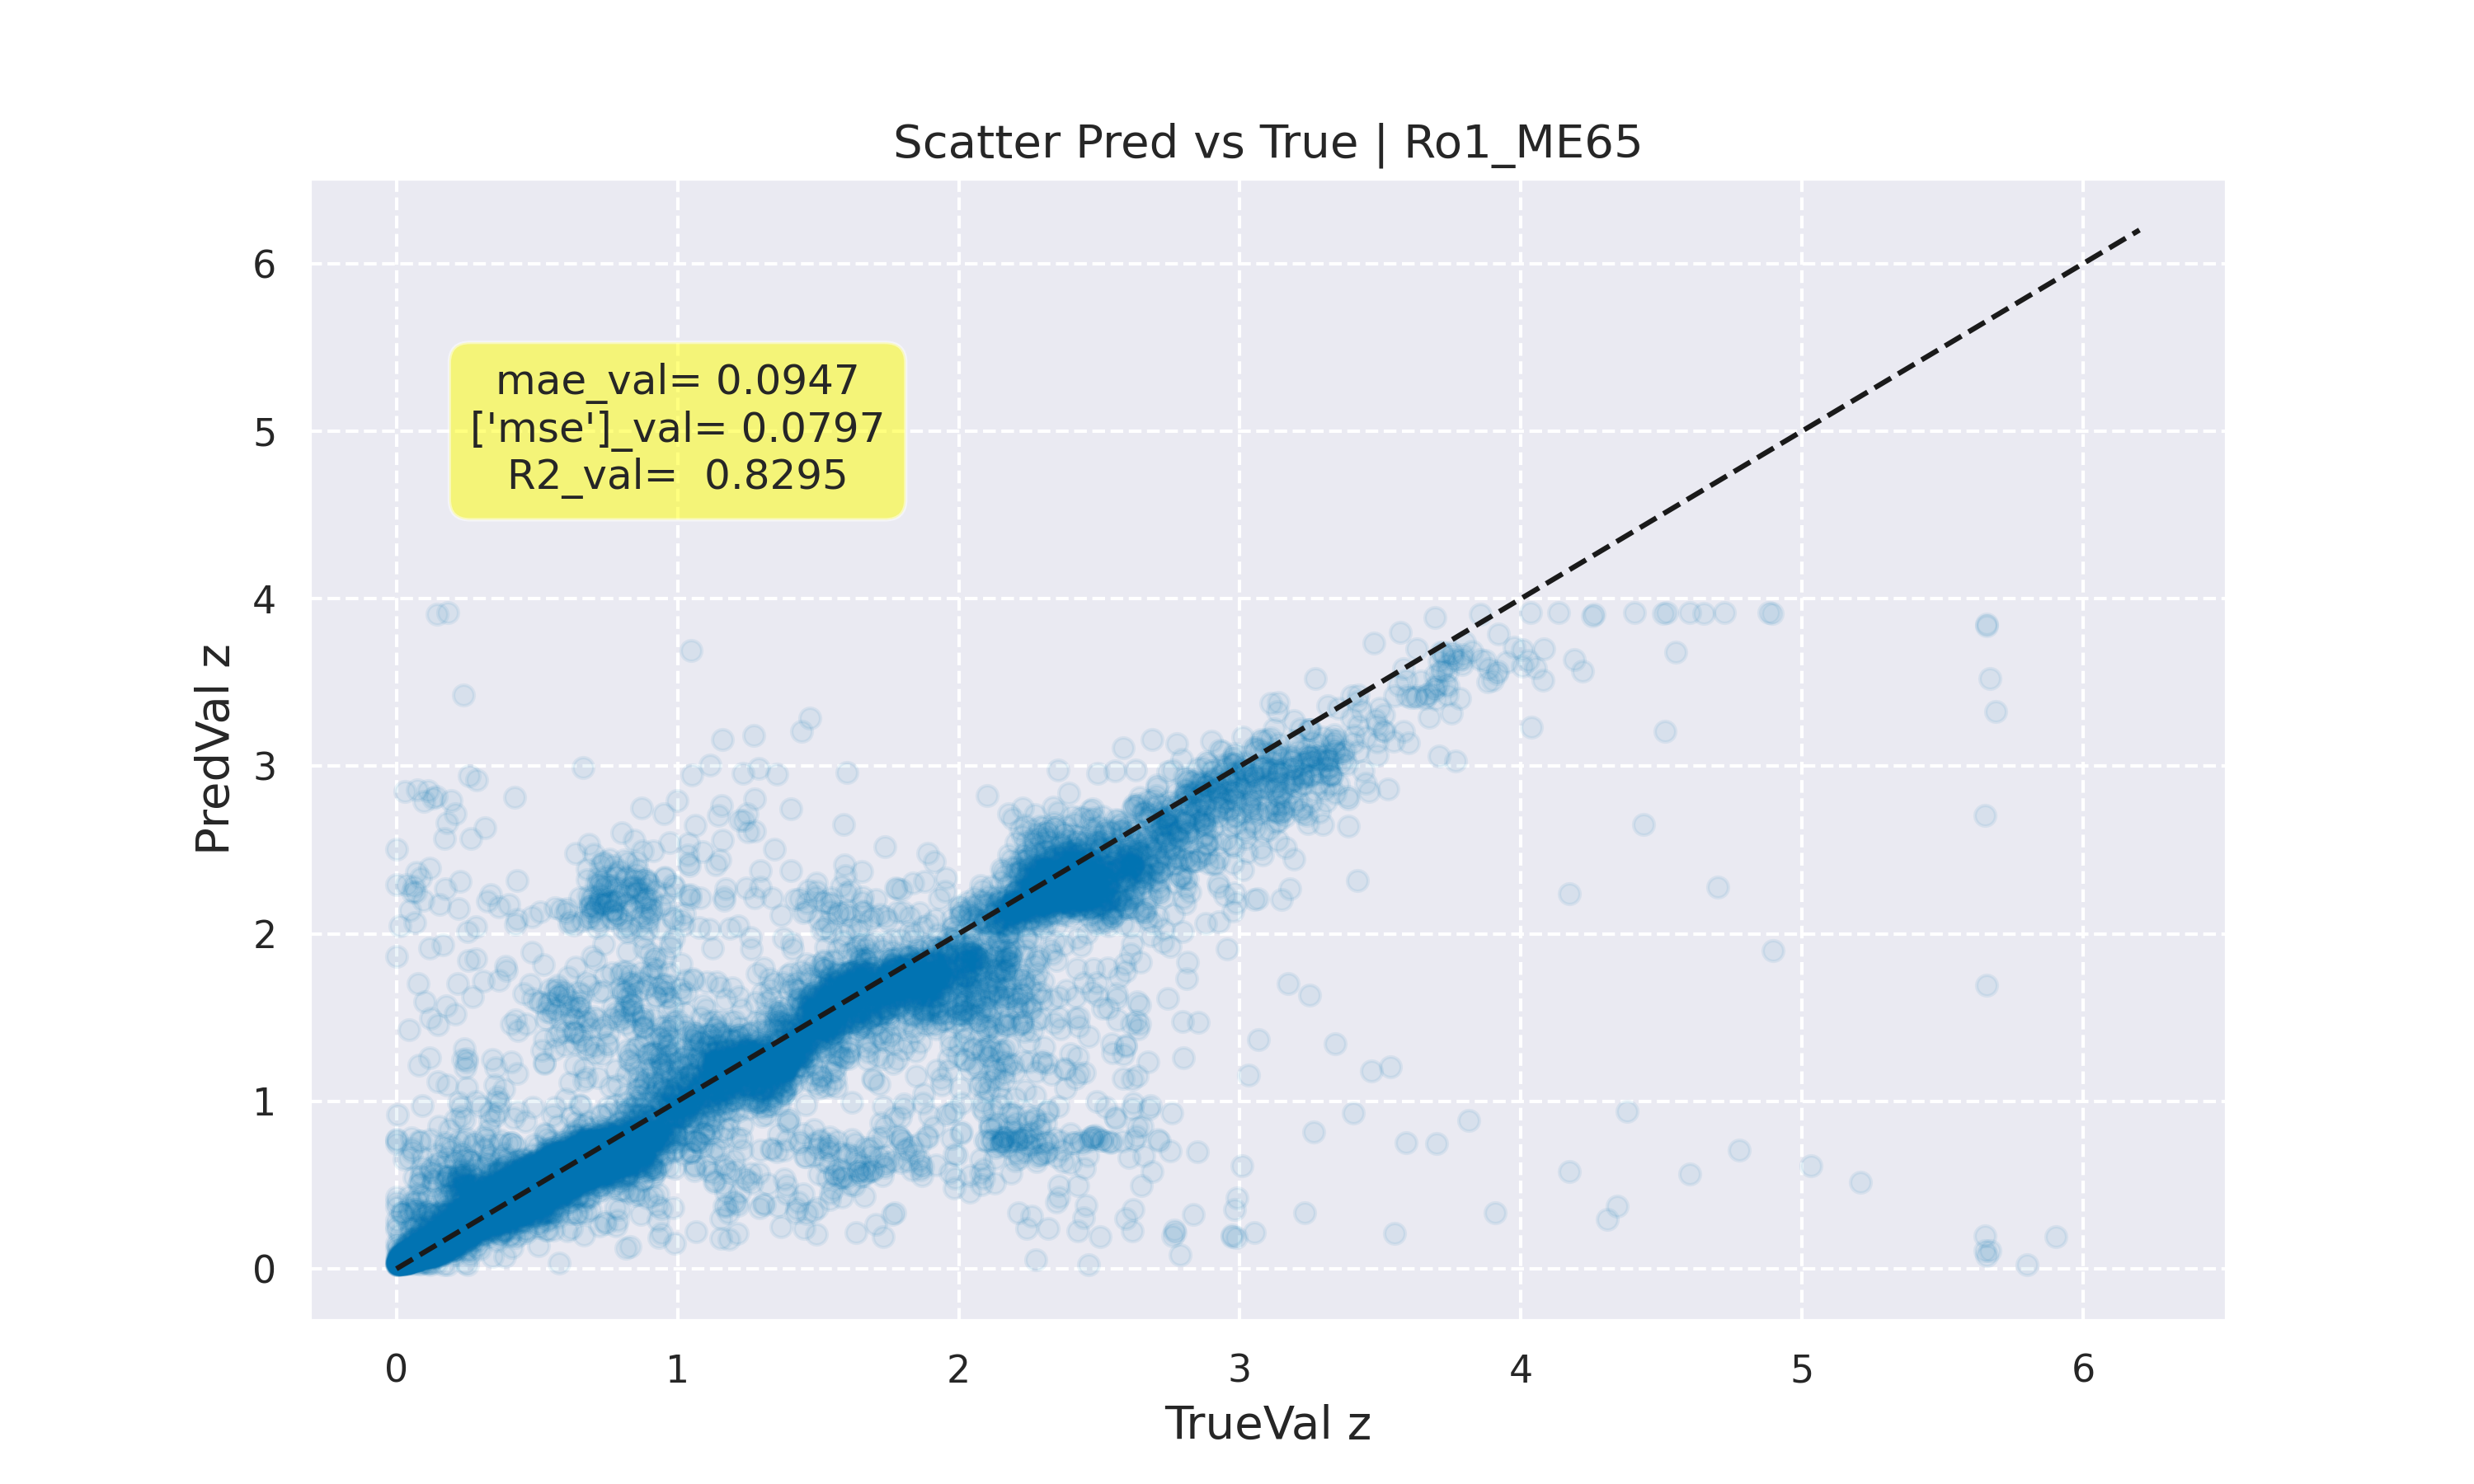 Scatter Pred vs True | Ro1_ME65
mae_val= 0.0947
['mse']_val= 0.0797
R2_val=  0.8295
PredVal z
6
5
4
3
2
1
0
0 1 2 3 4 5 6
TrueVal z